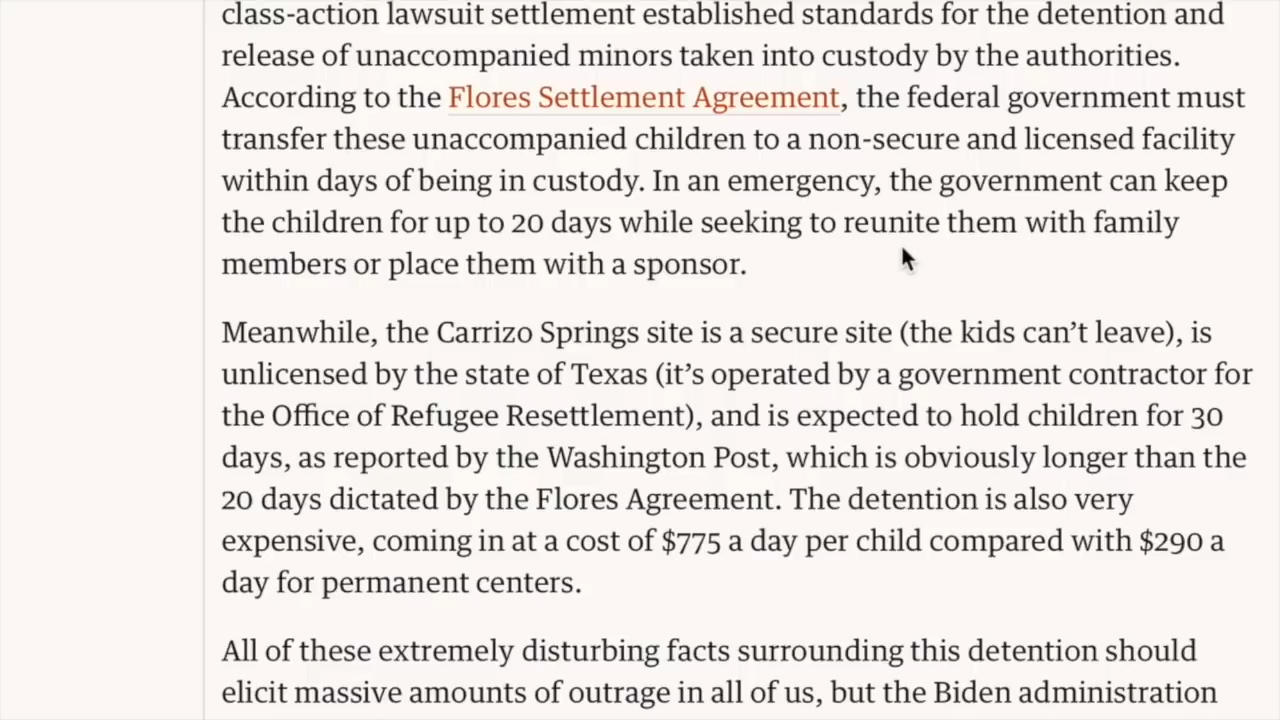 class-action lawsuit settlement established standards for the detention and
release of unaccompanied minors taken into custody by the authorities.
According to the Flores Settlement Agreement, the federal government must
transfer these unaccompanied children to a non-secure and licensed facility
within days of being in custody. In an emergency, the government can keep
the children for up to 20 days while seeking to reunite them with family
members or place them with a sponsor.
Meanwhile, the Carrizo Springs site is a secure site (the kids can’t leave), is
unlicensed by the state of Texas (it’s operated by a government contractor for
the Office of Refugee Resettlement), and is expected to hold children for 30
days, as reported by the Washington Post, which is obviously longer than the
20 days dictated by the Flores Agreement. The detention is also very
expensive, coming in at a cost of $775 a day per child compared with $290 a
day for permanent centers.
All of these extremely disturbing facts surrounding this detention should
elicit massive amounts of outrage in all of us, but the Biden administration